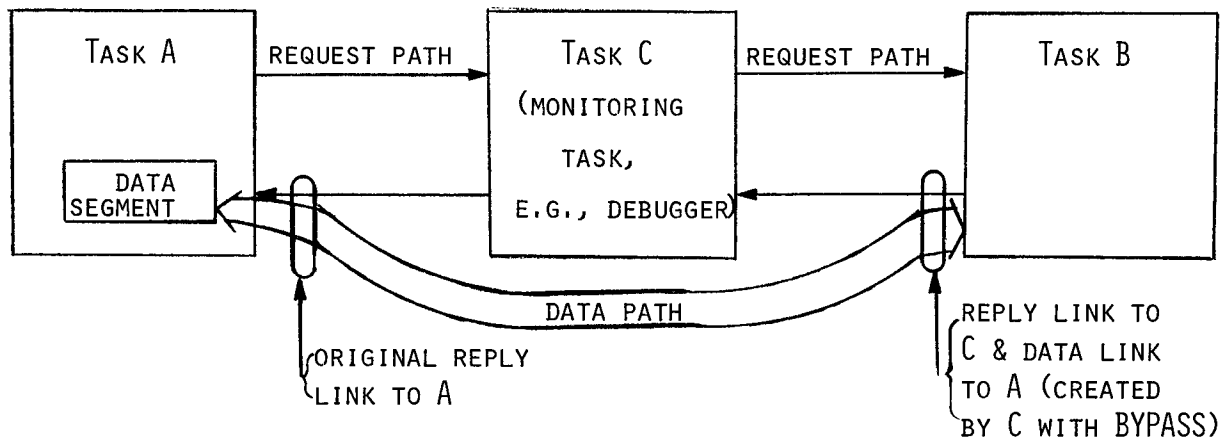 TASK A
REQUEST PATH
TASK C
REQUEST PATH
TASK B
(MONITORING
TASK,
E.G., DEBUGGER)
DATA
SEGMENT
DATA PATH
ORIGINAL REPLY
LINK TO A
REPLY LINK TO
C & DATA LINK
TO A (CREATED
BY C WITH BYPASS)